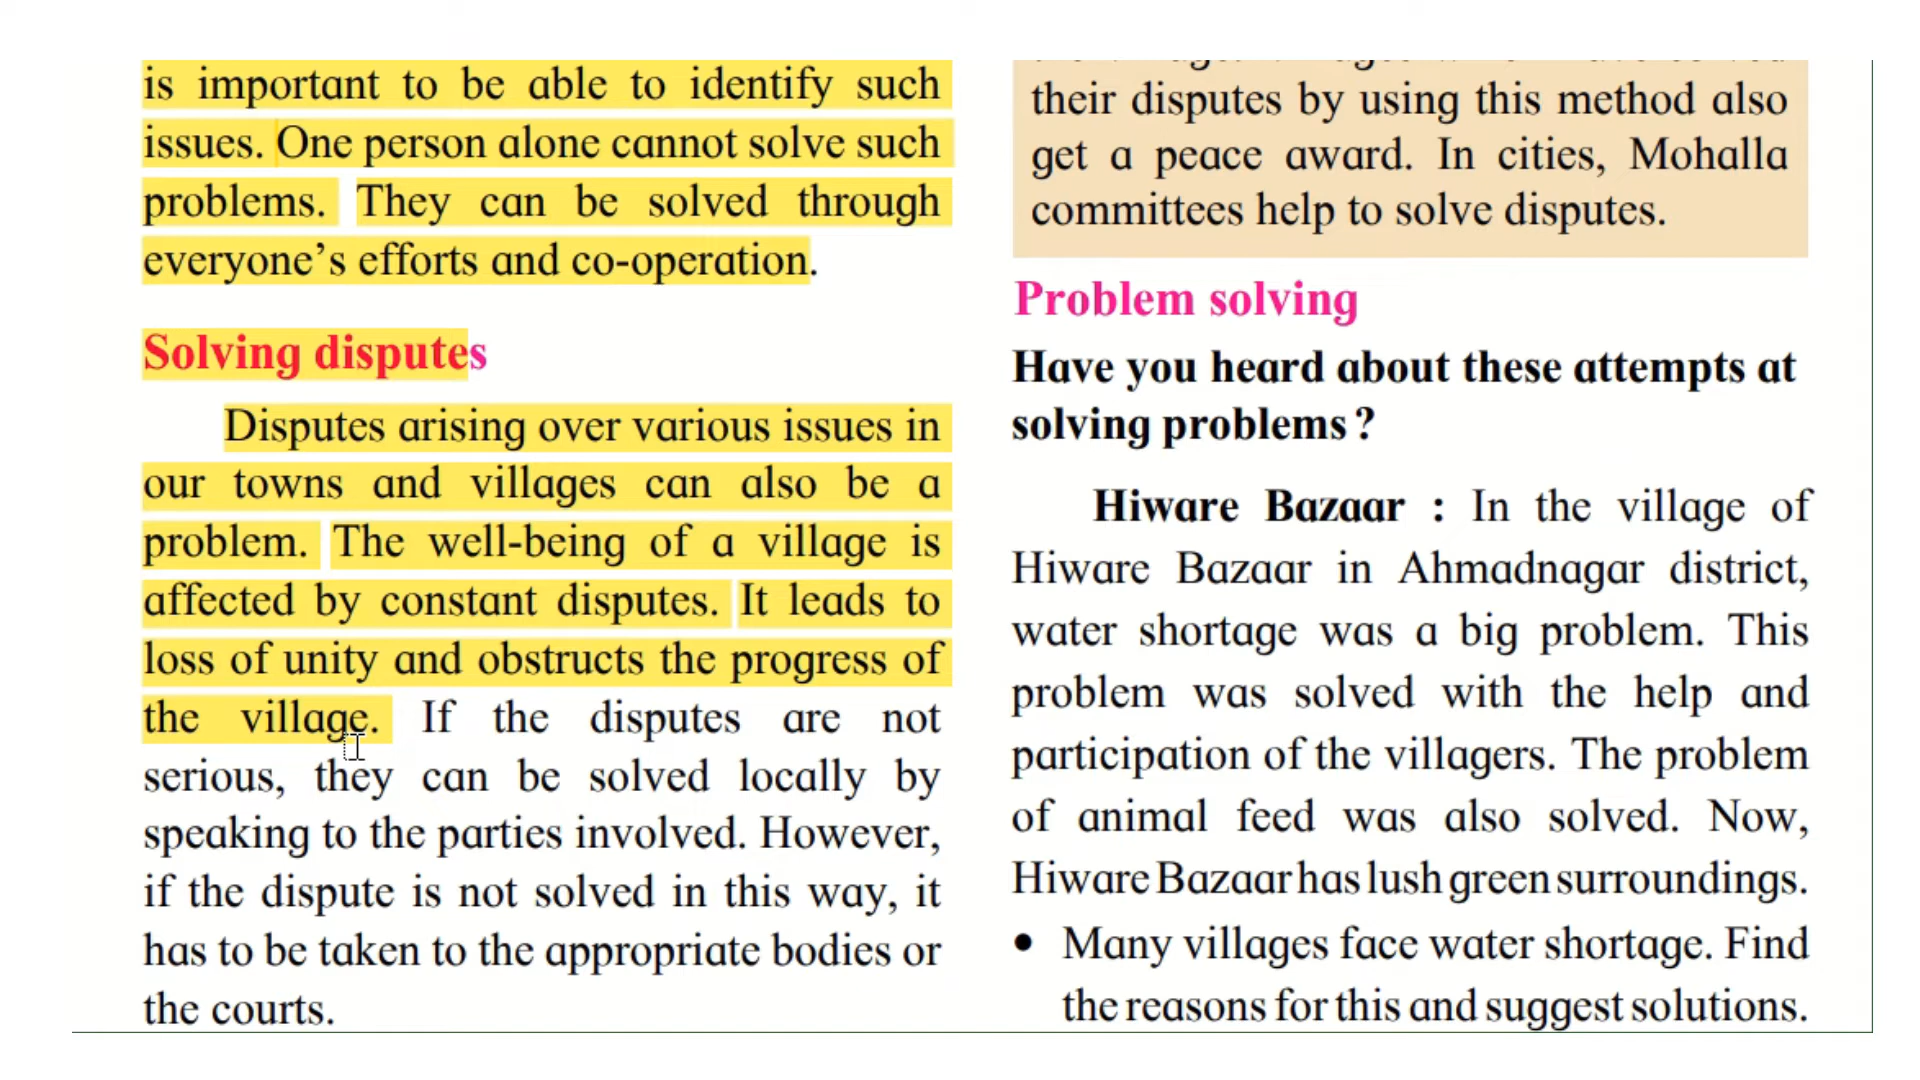 is important to be able to identify such
issues. One person alone cannot solve such
problems. They can be solved through
everyone’s efforts and co-operation.
Solving disputes
Disputes arising over various issues in
our towns and villages can also be a
problem. The well-being of a village is
affected by constant disputes. It leads to
loss of unity and obstructs the progress of
the village. If the disputes are not
serious, they can be solved locally by
speaking to the parties involved. However,
if the dispute is not solved in this way, it
has to be taken to the appropriate bodies or
the courts.
their disputes by using this method also
get a peace award. In cities, Mohalla
committees help to solve disputes.
Problem solving
Have you heard about these attempts at
solving problems ?
Hiware Bazaar : In the village of
Hiware Bazaar in Ahmadnagar district,
water shortage was a big problem. This
problem was solved with the help and
participation of the villagers. The problem
of animal feed was also solved. Now,
Hiware Bazaar has lush green surroundings.
• Many villages face water shortage. Find
the reasons for this and suggest solutions.